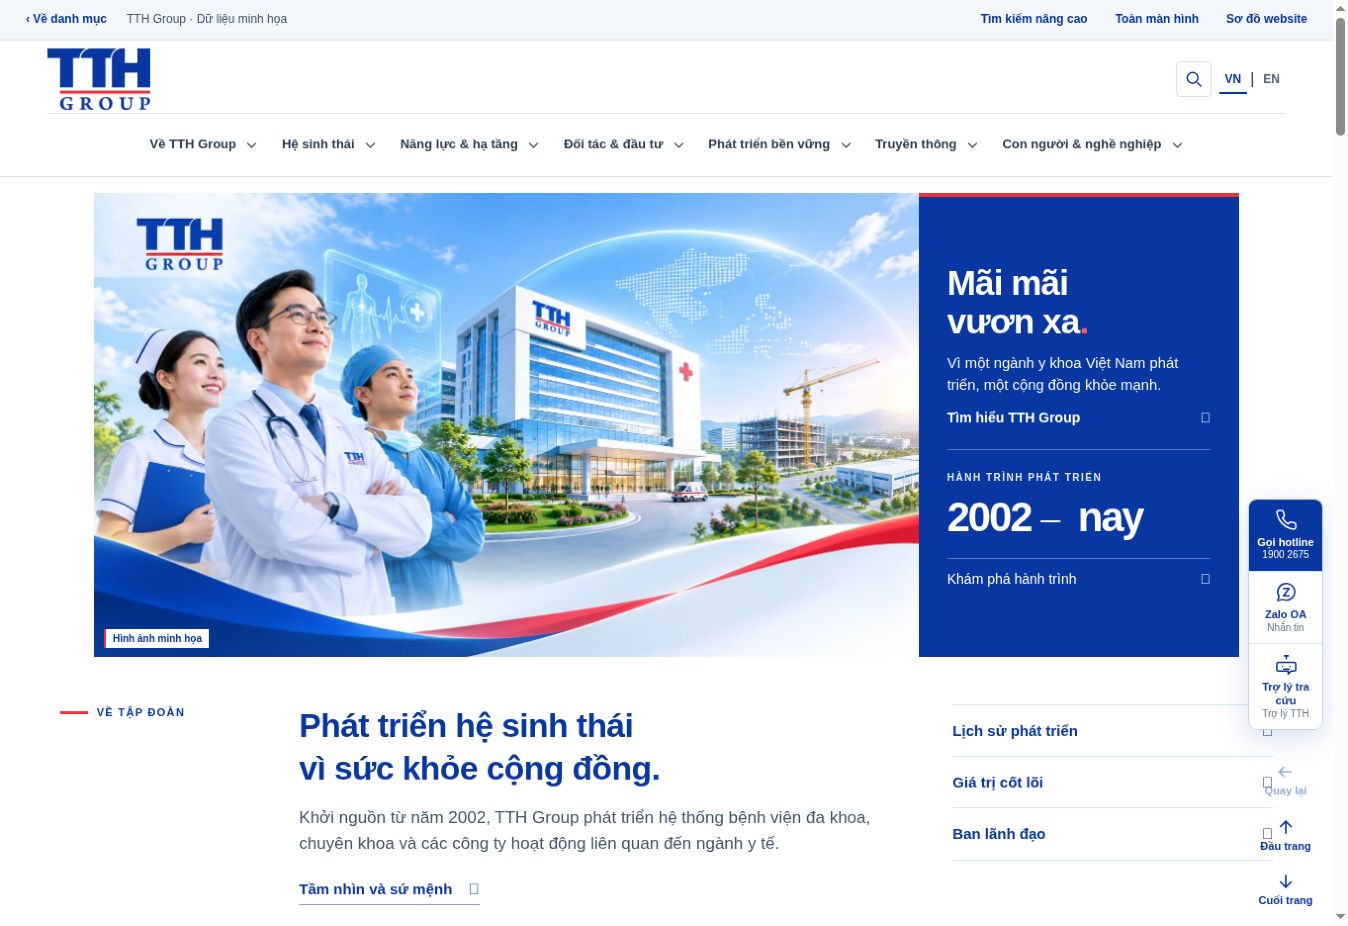 ‹ Về danh mục
TTH Group · Dữ liệu minh họa
Tìm kiếm nâng cao
Toàn màn hình
Sơ đồ website
TTH
GROUP
VN | EN
Về TTH Group
Hệ sinh thái
Năng lực & hạ tầng
Đối tác & đầu tư
Phát triển bền vững
Truyền thông
Con người & nghề nghiệp
TTH
GROUP
TTH
GROUP
TTH
GROUP
Hình ảnh minh họa
Mãi mãi
vươn xa.
Vì một ngành y khoa Việt Nam phát
triển, một cộng đồng khỏe mạnh.
Tìm hiểu TTH Group
HÀNH TRÌNH PHÁT TRIỂN
2002 – nay
Khám phá hành trình
Gọi hotline
1900 2675
Zalo OA
Nhắn tin
Trợ lý tra
cứu
Trợ lý TTH
VỀ TẬP ĐOÀN
Phát triển hệ sinh thái
vì sức khỏe cộng đồng.
Khởi nguồn từ năm 2002, TTH Group phát triển hệ thống bệnh viện đa khoa,
chuyên khoa và các công ty hoạt động liên quan đến ngành y tế.
Tầm nhìn và sứ mệnh
Lịch sử phát triển
Giá trị cốt lõi
Ban lãnh đạo
Quay lại
Đầu trang
Cuối trang